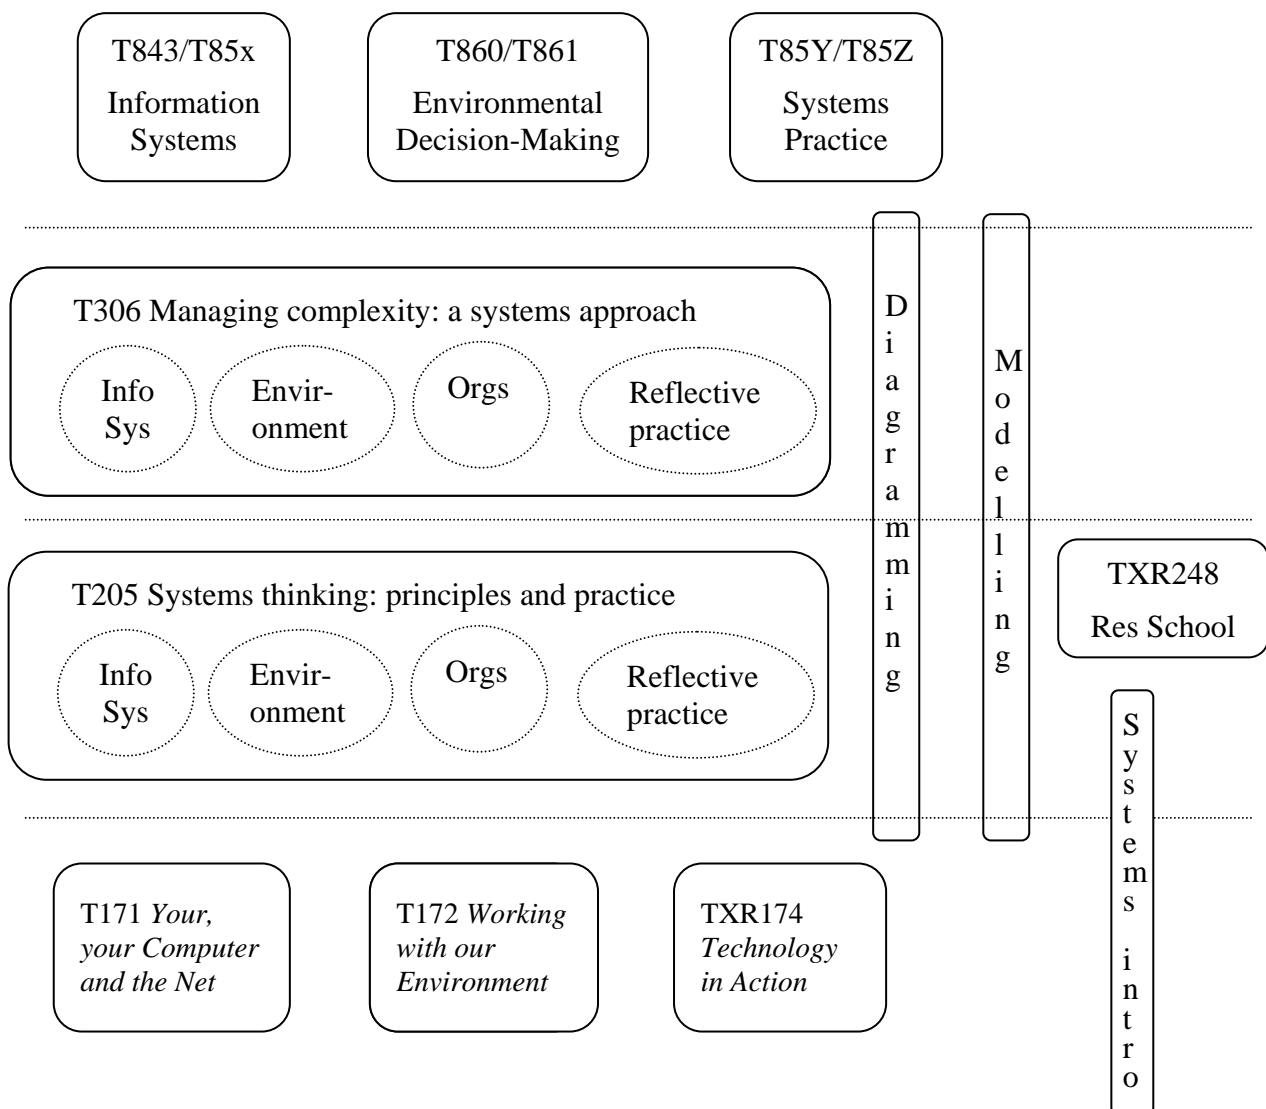 T843/T85x
Information
Systems
T860/T861
Environmental
Decision-Making
T85Y/T85Z
Systems
Practice
T306 Managing complexity: a systems approach
Info
Sys
Envir-
onment
Orgs
Reflective
practice
Diagramming
Modelling
T205 Systems thinking: principles and practice
Info
Sys
Envir-
onment
Orgs
Reflective
practice
TXR248
Res School
Systems intro
T171 Your,
your Computer
and the Net
T172 Working
with our
Environment
TXR174
Technology
in Action